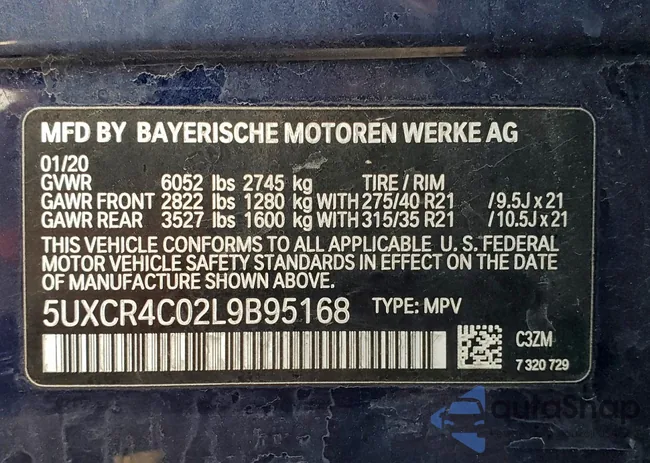 MFD BY BAYERISCHE MOTOREN WERKE AG
01/20
GVWR 6052 lbs 2745 kg TIRE / RIM
GAWR FRONT 2822 lbs 1280 kg WITH 275/40 R21 /9.5J x 21
GAWR REAR 3527 lbs 1600 kg WITH 315/35 R21 /10.5J x 21
THIS VEHICLE CONFORMS TO ALL APPLICABLE U. S. FEDERAL
MOTOR VEHICLE SAFETY STANDARDS IN EFFECT ON THE DATE
OF MANUFACTURE SHOWN ABOVE.
5UXCR4C02L9B95168 TYPE: MPV
C3ZM
7 320 729
autaSnap